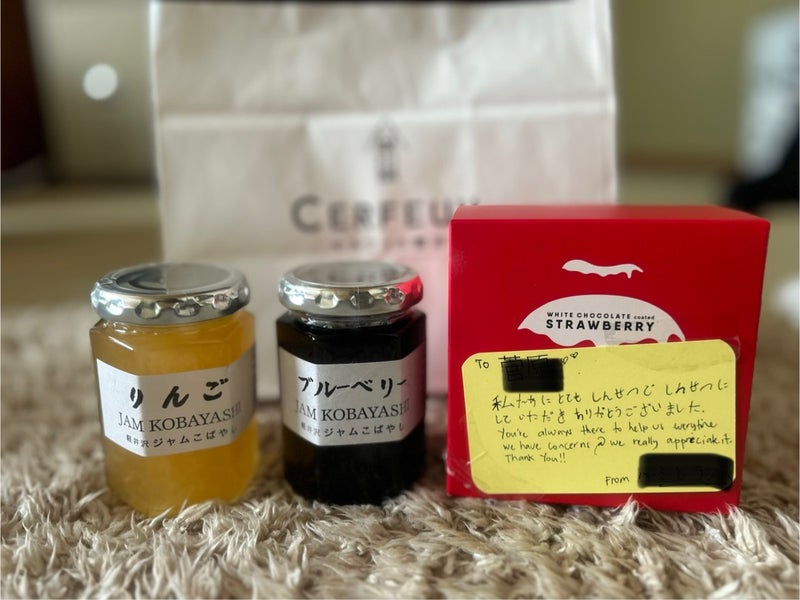 CERFEU
りんご
JAM KOBAYASHI
軽井沢ジャムこばやし
ブルーベリー
JAM KOBAYASHI
軽井沢ジャムこばやし
WHITE CHOCOLATE coated
STRAWBERRY
To
私たちに とても しんせつで しんせつに
して いただき ありがとうございました.
You're always there to help us everytime
we have concerns & we really appreciate it.
Thank You!!
From